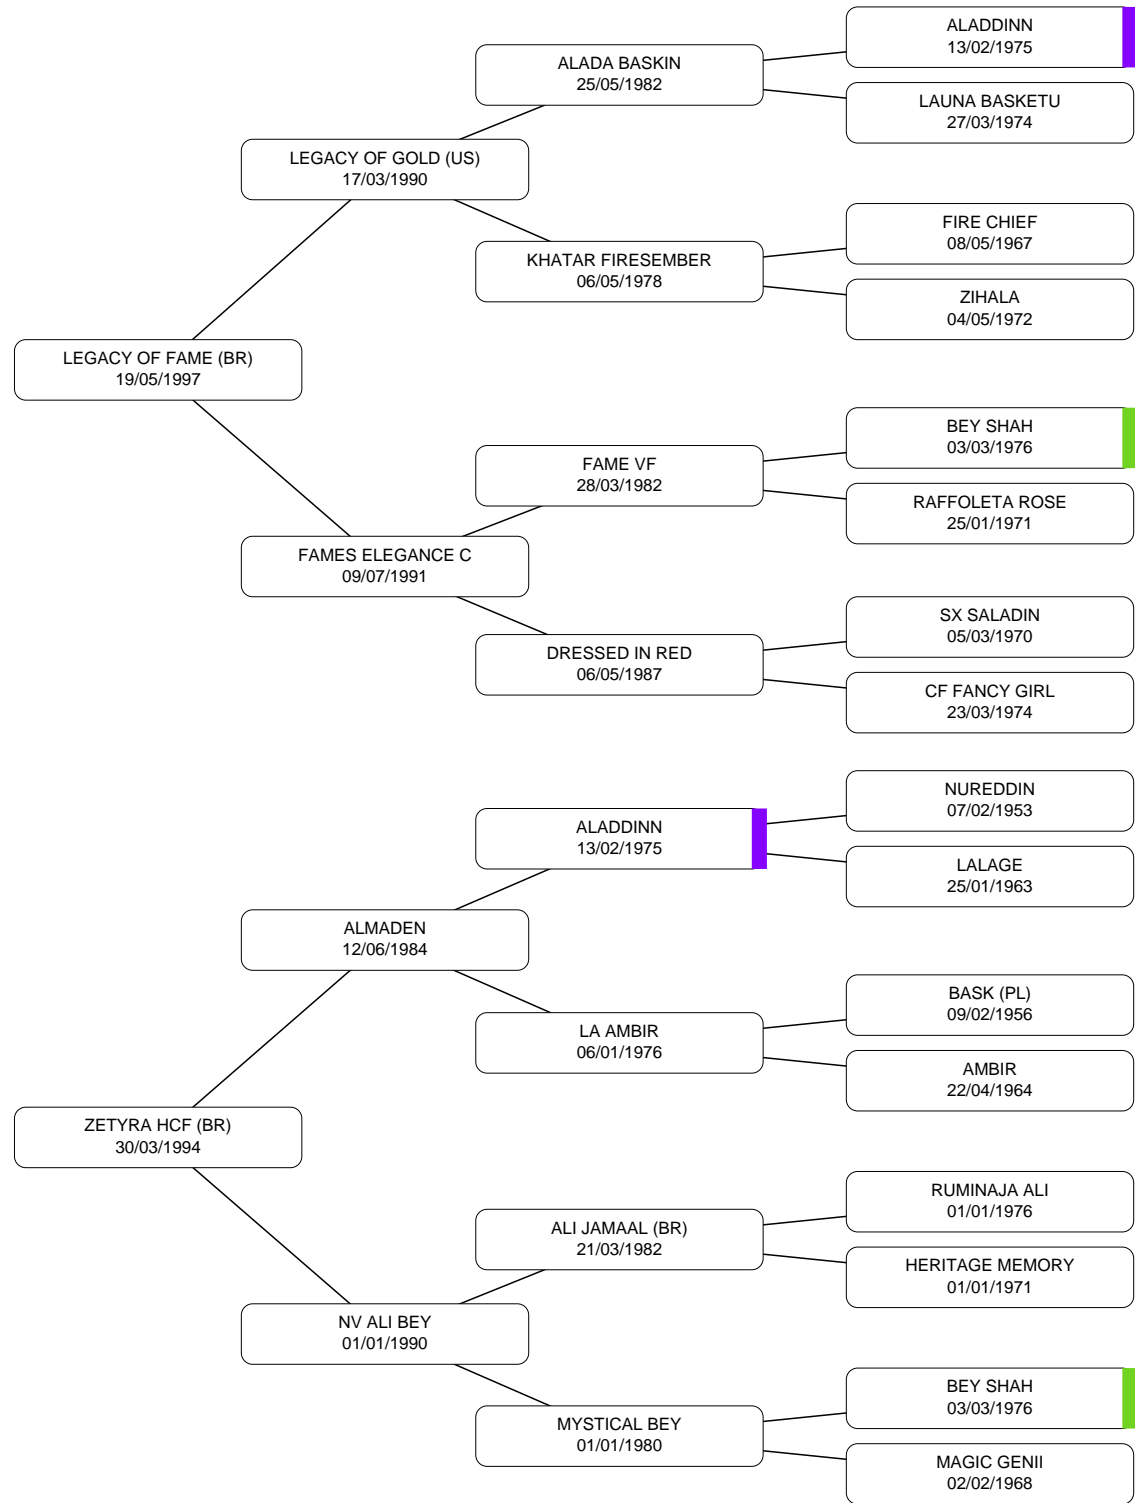 ALADDINN
13/02/1975
ALADA BASKIN
25/05/1982
LAUNA BASKETU
27/03/1974
LEGACY OF GOLD (US)
17/03/1990
FIRE CHIEF
08/05/1967
KHATAR FIRESEMBER
06/05/1978
ZIHALA
04/05/1972
LEGACY OF FAME (BR)
19/05/1997
BEY SHAH
03/03/1976
FAME VF
28/03/1982
RAFFOLETA ROSE
25/01/1971
FAMES ELEGANCE C
09/07/1991
SX SALADIN
05/03/1970
DRESSED IN RED
06/05/1987
CF FANCY GIRL
23/03/1974
NUREDDIN
07/02/1953
ALADDINN
13/02/1975
LALAGE
25/01/1963
ALMADEN
12/06/1984
BASK (PL)
09/02/1956
LA AMBIR
06/01/1976
AMBIR
22/04/1964
ZETYRA HCF (BR)
30/03/1994
RUMINAJA ALI
01/01/1976
ALI JAMAAL (BR)
21/03/1982
HERITAGE MEMORY
01/01/1971
NV ALI BEY
01/01/1990
BEY SHAH
03/03/1976
MYSTICAL BEY
01/01/1980
MAGIC GENII
02/02/1968